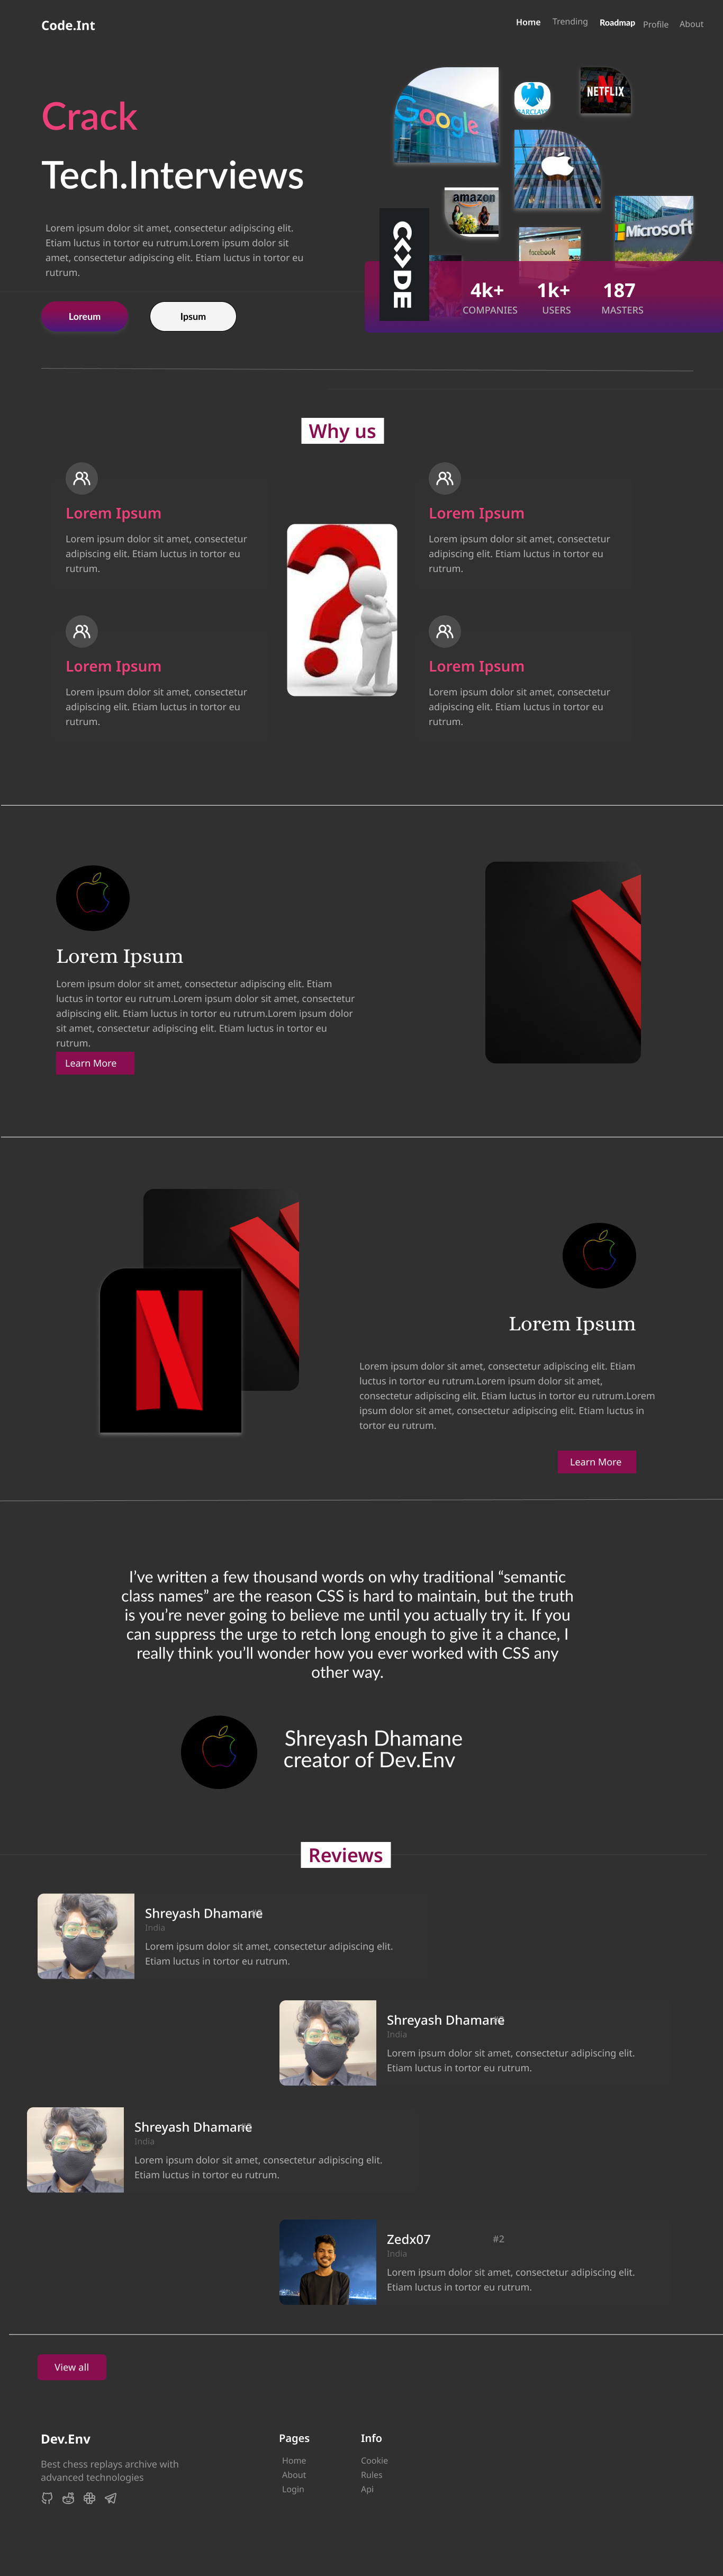 Code.Int
Home Trending Roadmap Profile About
Crack
Tech.Interviews
Lorem ipsum dolor sit amet, consectetur adipiscing elit.
Etiam luctus in tortor eu rutrum.Lorem ipsum dolor sit
amet, consectetur adipiscing elit. Etiam luctus in tortor eu
rutrum.
Loreum
Ipsum
Google
BARCLAYS
NETFLIX
amazon
facebook
Microsoft
CODE
4k+ 1k+ 187
COMPANIES USERS MASTERS
Why us
Lorem Ipsum
Lorem ipsum dolor sit amet, consectetur
adipiscing elit. Etiam luctus in tortor eu
rutrum.
Lorem Ipsum
Lorem ipsum dolor sit amet, consectetur
adipiscing elit. Etiam luctus in tortor eu
rutrum.
Lorem Ipsum
Lorem ipsum dolor sit amet, consectetur
adipiscing elit. Etiam luctus in tortor eu
rutrum.
Lorem Ipsum
Lorem ipsum dolor sit amet, consectetur
adipiscing elit. Etiam luctus in tortor eu
rutrum.
Lorem Ipsum
Lorem ipsum dolor sit amet, consectetur adipiscing elit. Etiam
luctus in tortor eu rutrum.Lorem ipsum dolor sit amet, consectetur
adipiscing elit. Etiam luctus in tortor eu rutrum.Lorem ipsum dolor
sit amet, consectetur adipiscing elit. Etiam luctus in tortor eu
rutrum.
Learn More
Lorem Ipsum
Lorem ipsum dolor sit amet, consectetur adipiscing elit. Etiam
luctus in tortor eu rutrum.Lorem ipsum dolor sit amet,
consectetur adipiscing elit. Etiam luctus in tortor eu rutrum.Lorem
ipsum dolor sit amet, consectetur adipiscing elit. Etiam luctus in
tortor eu rutrum.
Learn More
I’ve written a few thousand words on why traditional “semantic
class names” are the reason CSS is hard to maintain, but the truth
is you’re never going to believe me until you actually try it. If you
can suppress the urge to retch long enough to give it a chance, I
really think you’ll wonder how you ever worked with CSS any
other way.
Shreyash Dhamane
creator of Dev.Env
Reviews
Shreyash Dhamane
India
Lorem ipsum dolor sit amet, consectetur adipiscing elit.
Etiam luctus in tortor eu rutrum.
Shreyash Dhamane
India
Lorem ipsum dolor sit amet, consectetur adipiscing elit.
Etiam luctus in tortor eu rutrum.
Shreyash Dhamane
India
Lorem ipsum dolor sit amet, consectetur adipiscing elit.
Etiam luctus in tortor eu rutrum.
Zedx07 #2
India
Lorem ipsum dolor sit amet, consectetur adipiscing elit.
Etiam luctus in tortor eu rutrum.
View all
Dev.Env
Best chess replays archive with
advanced technologies
Pages
Home
About
Login
Info
Cookie
Rules
Api